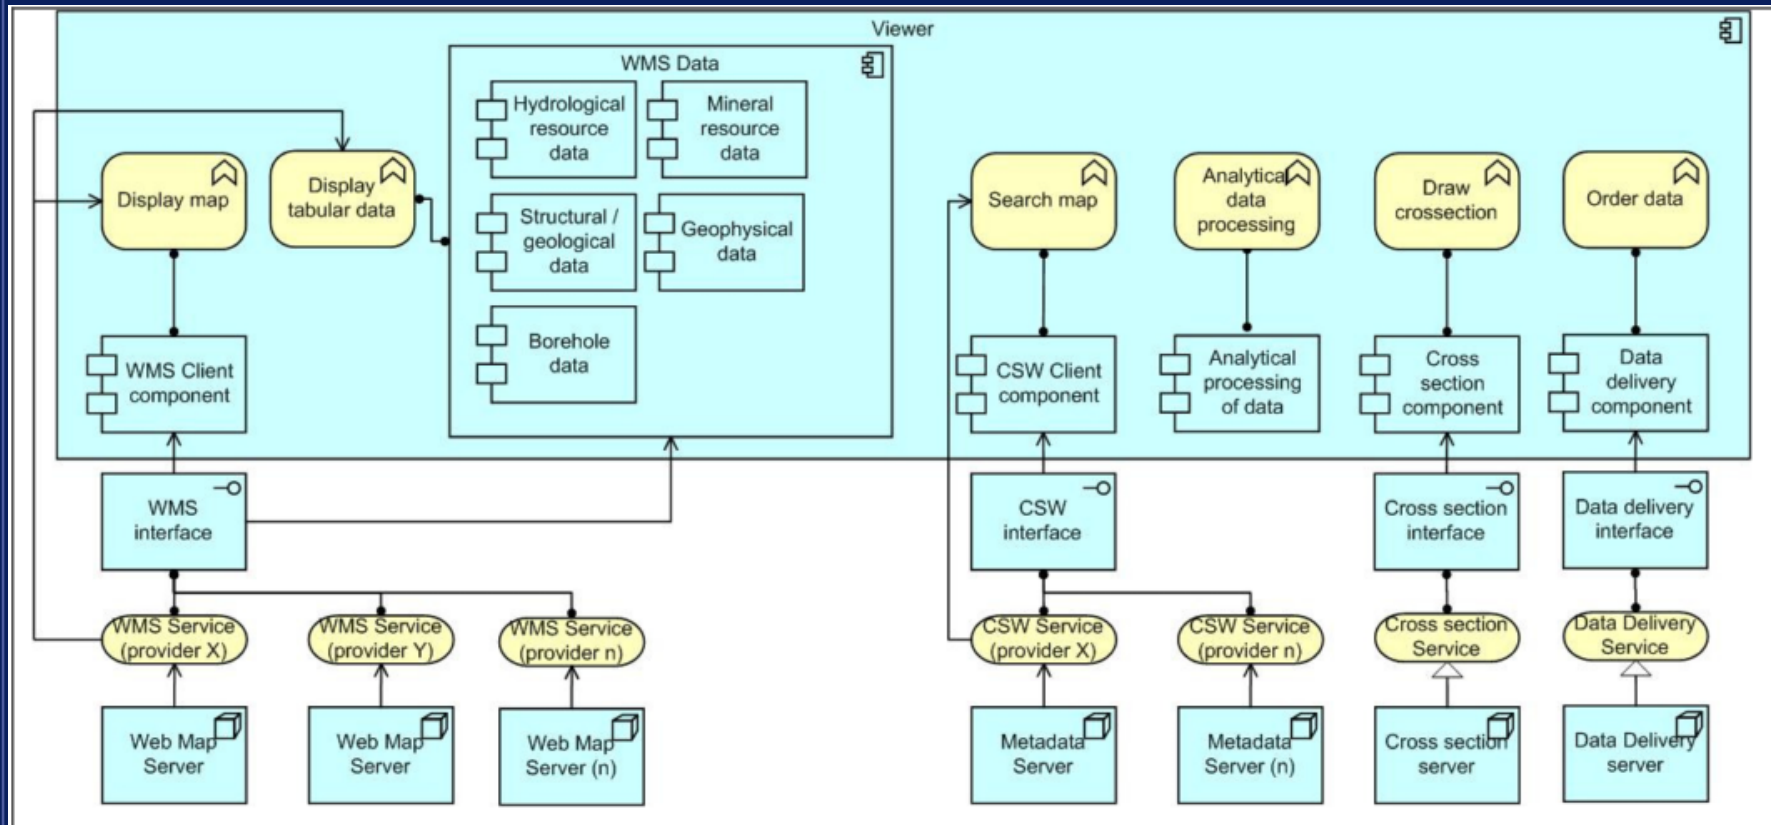 Viewer
WMS Data
Hydrological
resource
data
Mineral
resource
data
Structural /
geological
data
Geophysical
data
Borehole
data
Display map
Display
tabular data
Search map
Analytical
data
processing
Draw
crossection
Order data
WMS Client
component
CSW Client
component
Analytical
processing
of data
Cross
section
component
Data
delivery
component
WMS
interface
CSW
interface
Cross section
interface
Data delivery
interface
WMS Service
(provider X)
WMS Service
(provider Y)
WMS Service
(provider n)
CSW Service
(provider X)
CSW Service
(provider n)
Cross section
Service
Data Delivery
Service
Web Map
Server
Web Map
Server
Web Map
Server (n)
Metadata
Server
Metadata
Server (n)
Cross section
server
Data Delivery
server